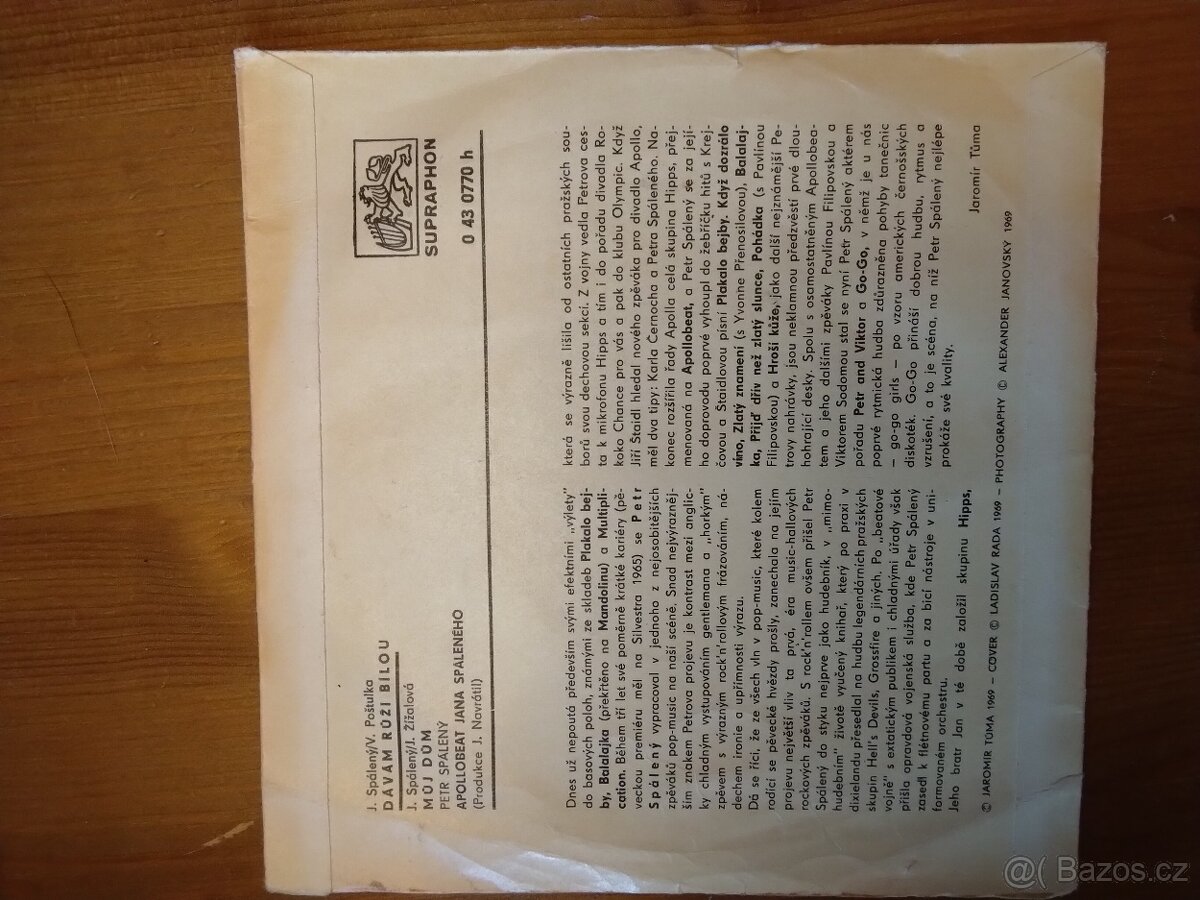 J. Spálený/V. Poštulka
DÁVÁM RŮŽI BÍLOU
J. Spálený/J. Žížalová
MŮJ DŮM
PETR SPÁLENÝ
APOLLOBEAT JANA SPÁLENÉHO
(Produkce J. Navrátil)
SUPRAPHON
0 43 0770 h
Dnes už nepoutá především svými efektními „výlety"
do basových poloh, známými ze skladeb Plakalo bej-
by, Balalajka (překřtěno na Mandolinu) a Multipli-
cation. Během tří let své poměrně krátké kariéry (pě-
veckou premiéru měl na Silvestra 1965) se Petr
Spálený vypracoval v jednoho z nejosobitějších
zpěváků pop-music na naší scéně. Snad nejvýrazněj-
ším znakem Petrova projevu je kontrast mezi anglic-
ky chladným vystupováním gentlemana a „horkým"
zpěvem s výrazným rock'n'rollovým frázováním, ná-
dechem ironie a upřímností výrazu.
Dá se říci, že ze všech vln v pop-music, které kolem
rodící se pěvecké hvězdy prošly, zanechala na jejím
projevu největší vliv ta prvá, éra music-hallových
rockových zpěváků. S rock'n'rollem ovšem přišel Petr
Spálený do styku nejprve jako hudebník, v „mimo-
hudebním" životě vyučený knihař, který po praxi v
dixielandu přesedlal na hudbu legendárních pražských
skupin Hell's Devils, Grossfire a jiných. Po „beatové
vojně" s extatickým publikem i chladnými úřady však
přišla opravdová vojenská služba, kde Petr Spálený
zasedl k flétnovému partu a za bicí nástroje v uni-
formovaném orchestru.
Jeho bratr Jan v té době založil skupinu Hipps,
která se výrazně lišila od ostatních pražských sou-
borů svou dechovou sekcí. Z vojny vedla Petrova ces-
ta k mikrofonu Hipps a tím i do pořadu divadla Ro-
koko Chance pro vás a pak do klubu Olympic. Když
Jiří Štaidl hledal nového zpěváka pro divadlo Apollo,
měl dva tipy: Karla Černocha a Petra Spáleného. Na-
konec rozšířila řady Apolla celá skupina Hipps, přej-
menovaná na Apollobeat, a Petr Spálený se za její-
ho doprovodu poprvé vyhoupl do žebříčku hitů s Krej-
čovou a Štaidlovou písní Plakalo bejby. Když dozrálo
víno, Zlatý znamení (s Yvonne Přenosilovou), Balalaj-
ka, Přijď dřív než zlatý slunce, Pohádka (s Pavlínou
Filipovskou) a Hroší kůže, jako další nejznámější Pe-
trovy nahrávky, jsou neklamnou předzvěstí prvé dlou-
hohrající desky. Spolu s osamostatněným Apollobea-
tem a jeho dalšími zpěváky Pavlínou Filipovskou a
Viktorem Sodomou stal se nyní Petr Spálený aktérem
pořadu Petr and Viktor a Go-Go, v němž je u nás
poprvé rytmická hudba zdůrazněna pohyby tanečnic
— go-go girls — po vzoru amerických černošských
diskoték. Go-Go přináší dobrou hudbu, rytmus a
vzrušení, a to je scéna, na níž Petr Spálený nejlépe
prokáže své kvality.
Jaromír Tůma
© JAROMÍR TŮMA 1969 – COVER © LADISLAV RADA 1969 – PHOTOGRAPHY © ALEXANDER JANOVSKÝ 1969
@( Bazos.cz